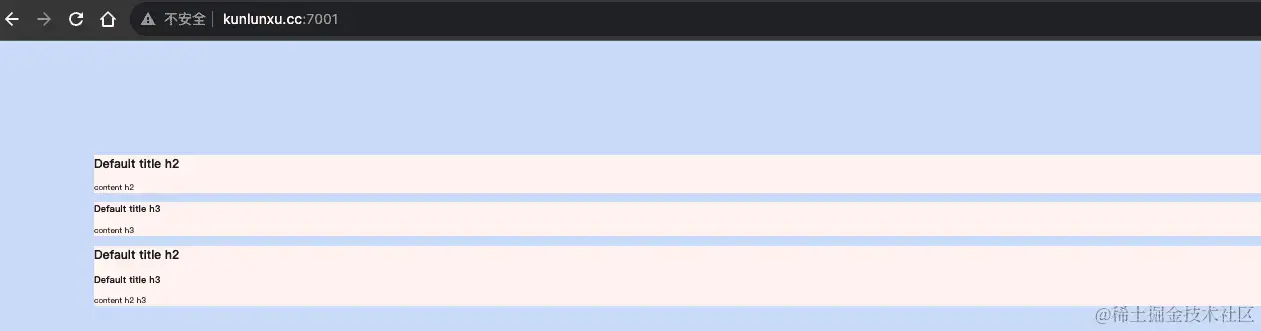 不安全 kunlunxu.cc:7001
Default title h2
content h2
Default title h3
content h3
Default title h2
Default title h3
content h2 h3
@稀土掘金技术社区